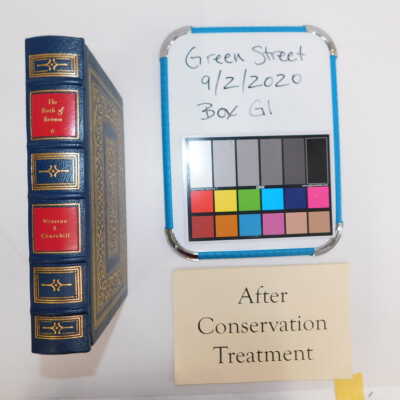 The
Birth of
Britain
Winston
S
Churchill
Green Street
9/2/2020
Box G1
After
Conservation
Treatment